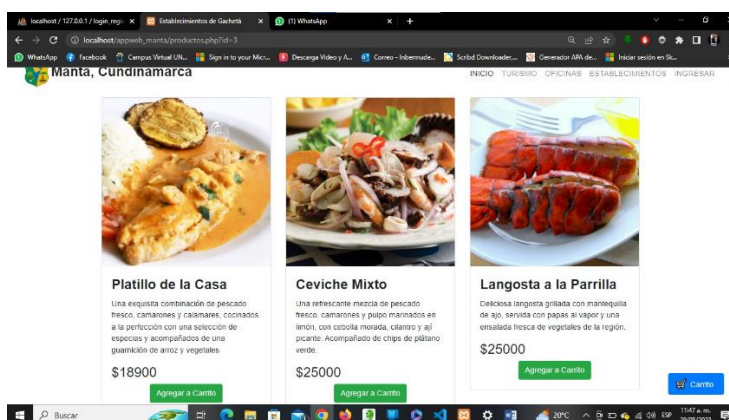 localhost / 127.0.0.1 / login_regi
Establecimientos de Gachetá
(1) WhatsApp
localhost/appweb_manta/productos.php?id=3
WhatsApp
Facebook
Campus Virtual UN...
Sign in to your Micr...
Descarga Video y A...
Correo - lnbermude...
Scribd Downloader,...
Generador APA de...
Iniciar sesión en Sk...
Manta, Cundinamarca
INICIO TURISMO OFICINAS ESTABLECIMIENTOS INGRESAR
Platillo de la Casa
Una exquisita combinación de pescado
fresco, camarones y calamares, cocinados
a la perfección con una selección de
especias y acompañados de una
guarnición de arroz y vegetales
$18900
Agregar a Carrito
Ceviche Mixto
Una refrescante mezcla de pescado
fresco, camarones y pulpo marinados en
limón, con cebolla morada, cilantro y ají
picante. Acompañado de chips de plátano
verde.
$25000
Agregar a Carrito
Langosta a la Parrilla
Deliciosa langosta grillada con mantequilla
de ajo, servida con papas al vapor y una
ensalada fresca de vegetales de la región.
$25000
Agregar a Carrito
Carrito
Buscar
20°C
ESP
11:47 a. m.
29/05/2023